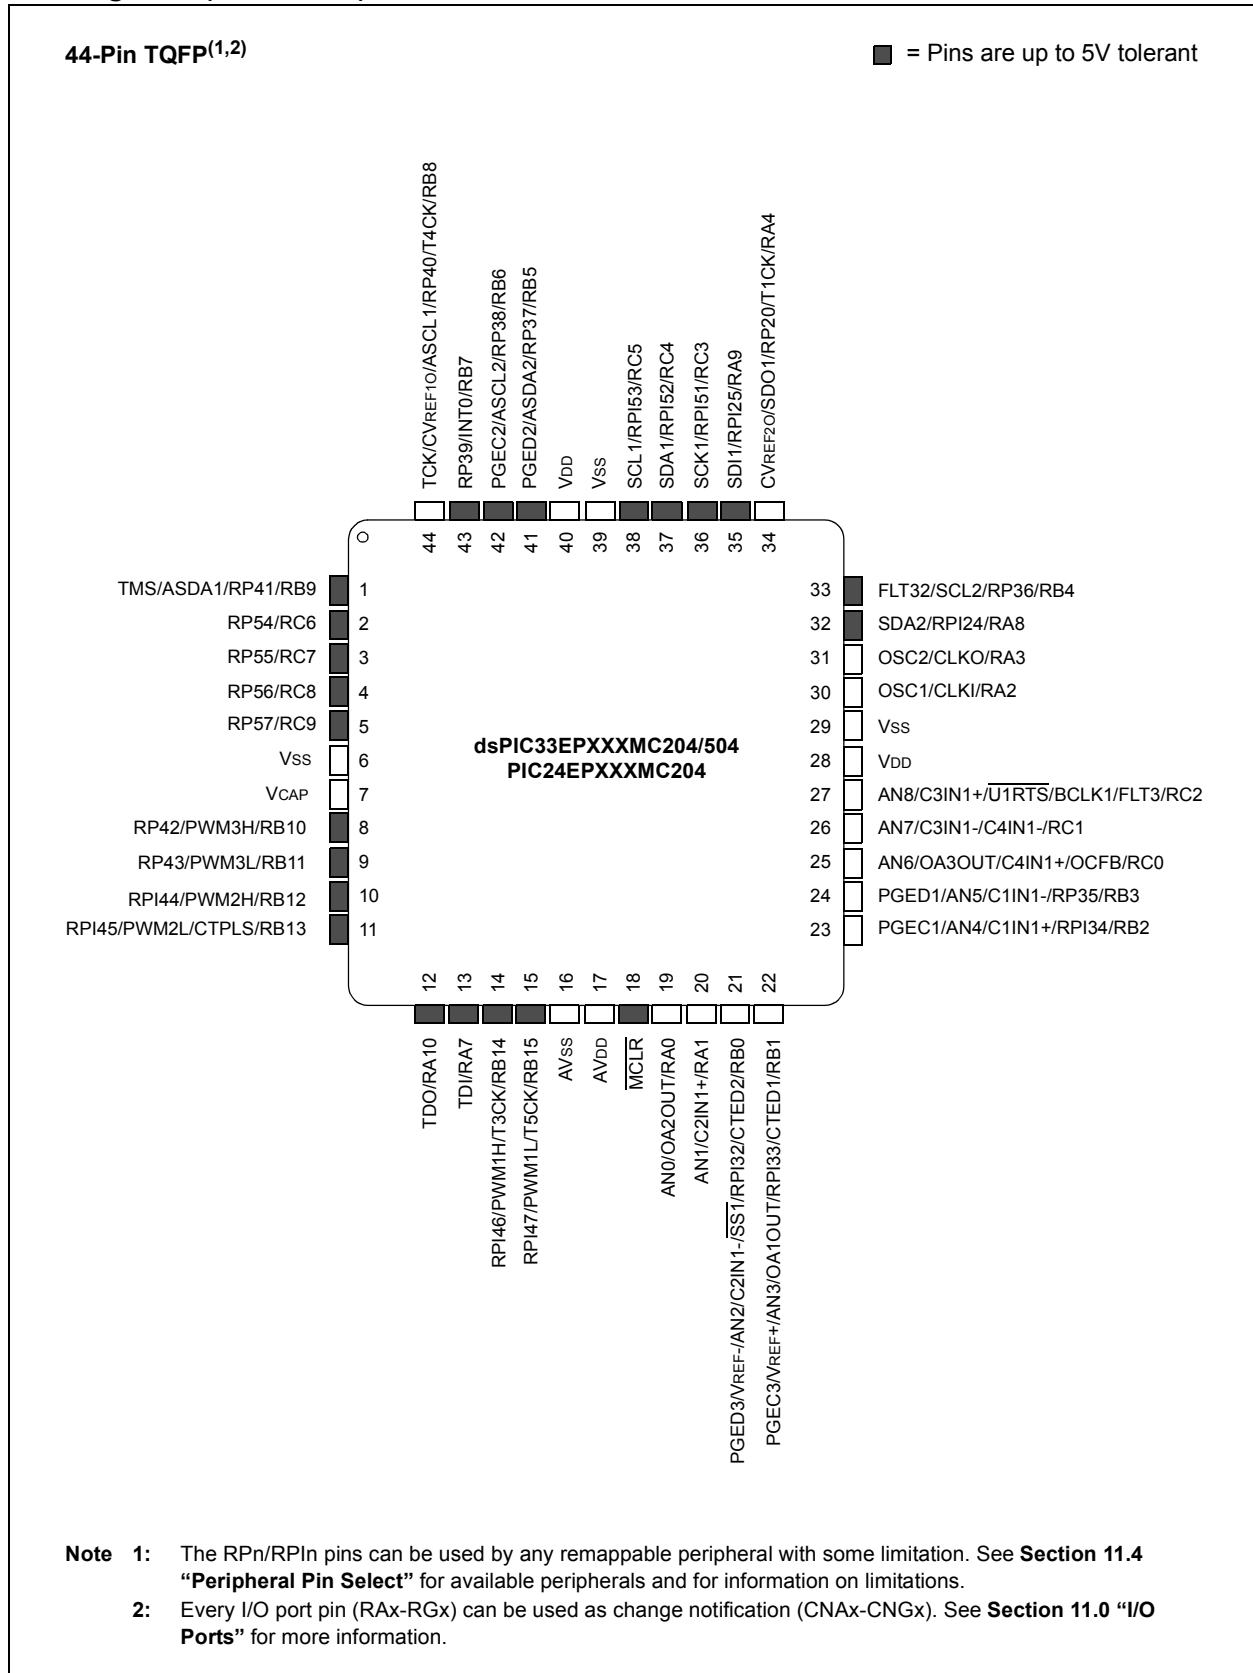 44-Pin TQFP(1,2)
= Pins are up to 5V tolerant
TCK/CVREF1O/ASCL1/RP40/T4CK/RB8
RP39/INT0/RB7
PGEC2/ASCL2/RP38/RB6
PGED2/ASDA2/RP37/RB5
VDD
VSS
SCL1/RPI53/RC5
SDA1/RPI52/RC4
SCK1/RPI51/RC3
SDI1/RPI25/RA9
CVREF2O/SDO1/RP20/T1CK/RA4
44
43
42
41
40
39
38
37
36
35
34
TMS/ASDA1/RP41/RB9 1
RP54/RC6 2
RP55/RC7 3
RP56/RC8 4
RP57/RC9 5
VSS 6
VCAP 7
RP42/PWM3H/RB10 8
RP43/PWM3L/RB11 9
RPI44/PWM2H/RB12 10
RPI45/PWM2L/CTPLS/RB13 11
dsPIC33EPXXXMC204/504
PIC24EPXXXMC204
33 FLT32/SCL2/RP36/RB4
32 SDA2/RPI24/RA8
31 OSC2/CLKO/RA3
30 OSC1/CLKI/RA2
29 VSS
28 VDD
27 AN8/C3IN1+/U1RTS/BCLK1/FLT3/RC2
26 AN7/C3IN1-/C4IN1-/RC1
25 AN6/OA3OUT/C4IN1+/OCFB/RC0
24 PGED1/AN5/C1IN1-/RP35/RB3
23 PGEC1/AN4/C1IN1+/RPI34/RB2
12
13
14
15
16
17
18
19
20
21
22
TDO/RA10
TDI/RA7
RPI46/PWM1H/T3CK/RB14
RPI47/PWM1L/T5CK/RB15
AVSS
AVDD
MCLR
AN0/OA2OUT/RA0
AN1/C2IN1+/RA1
PGED3/VREF-/AN2/C2IN1-/SS1/RPI32/CTED2/RB0
PGEC3/VREF+/AN3/OA1OUT/RPI33/CTED1/RB1
Note 1: The RPn/RPIn pins can be used by any remappable peripheral with some limitation. See Section 11.4
“Peripheral Pin Select” for available peripherals and for information on limitations.
2: Every I/O port pin (RAx-RGx) can be used as change notification (CNAx-CNGx). See Section 11.0 “I/O
Ports” for more information.